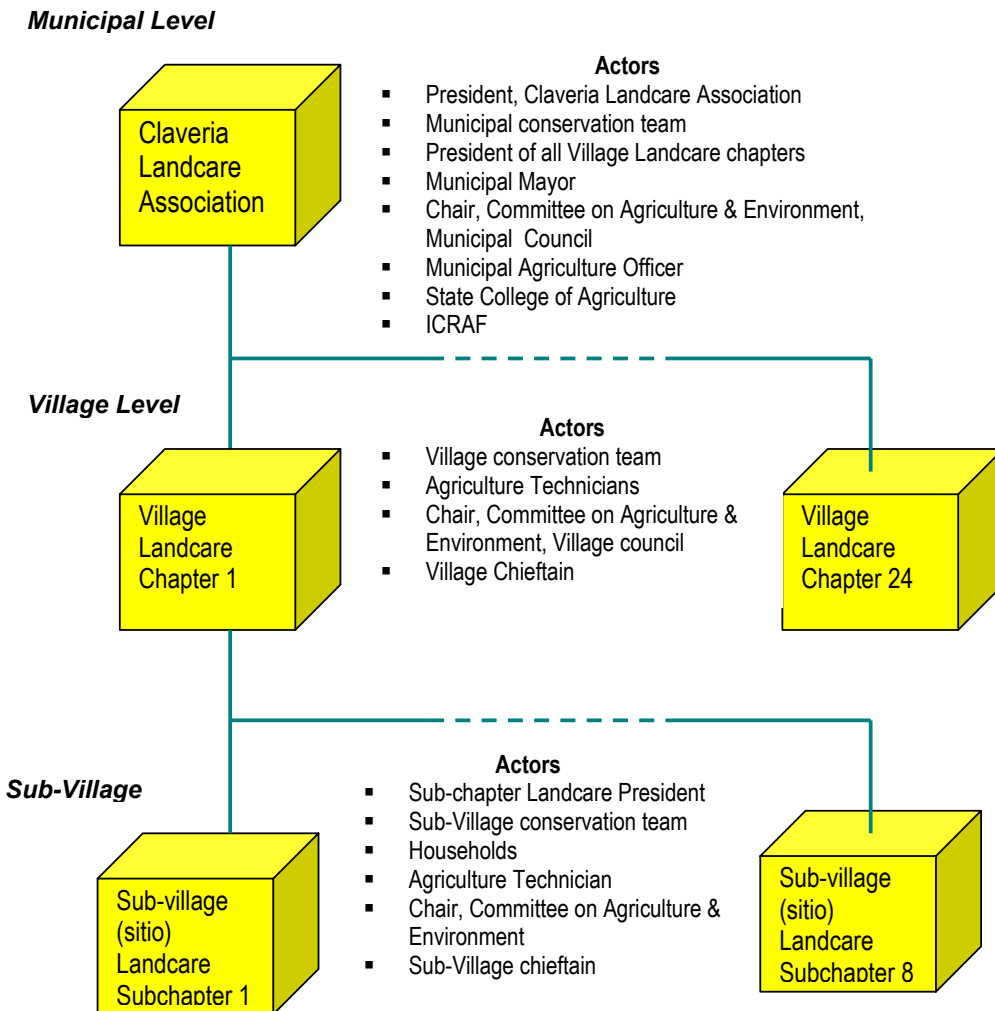 Municipal Level
Claveria
Landcare
Association
Actors
▪ President, Claveria Landcare Association
▪ Municipal conservation team
▪ President of all Village Landcare chapters
▪ Municipal Mayor
▪ Chair, Committee on Agriculture & Environment,
Municipal Council
▪ Municipal Agriculture Officer
▪ State College of Agriculture
▪ ICRAF
Village Level
Village
Landcare
Chapter 1
Actors
▪ Village conservation team
▪ Agriculture Technicians
▪ Chair, Committee on Agriculture &
Environment, Village council
▪ Village Chieftain
Village
Landcare
Chapter 24
Sub-Village
Sub-village
(sitio)
Landcare
Subchapter 1
Actors
▪ Sub-chapter Landcare President
▪ Sub-Village conservation team
▪ Households
▪ Agriculture Technician
▪ Chair, Committee on Agriculture &
Environment
▪ Sub-Village chieftain
Sub-village
(sitio)
Landcare
Subchapter 8